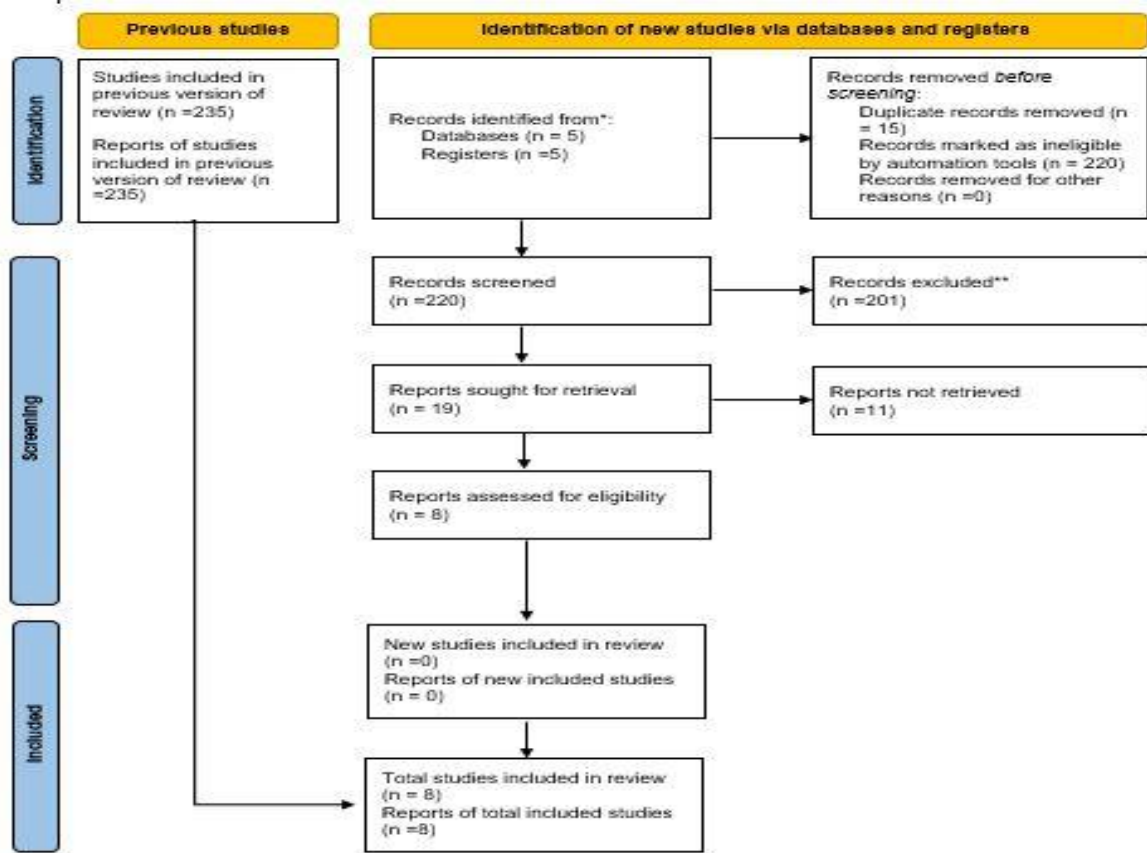 Previous studies
Identification of new studies via databases and registers
Identification
Studies included in
previous version of
review (n =235)
Reports of studies
included in previous
version of review (n
=235)
Records identified from*:
Databases (n = 5)
Registers (n =5)
Records removed before
screening:
Duplicate records removed (n
= 15)
Records marked as ineligible
by automation tools (n = 220)
Records removed for other
reasons (n =0)
Screening
Records screened
(n =220)
Records excluded**
(n =201)
Reports sought for retrieval
(n = 19)
Reports not retrieved
(n =11)
Reports assessed for eligibility
(n = 8)
Included
New studies included in review
(n =0)
Reports of new included studies
(n = 0)
Total studies included in review
(n = 8)
Reports of total included studies
(n =8)